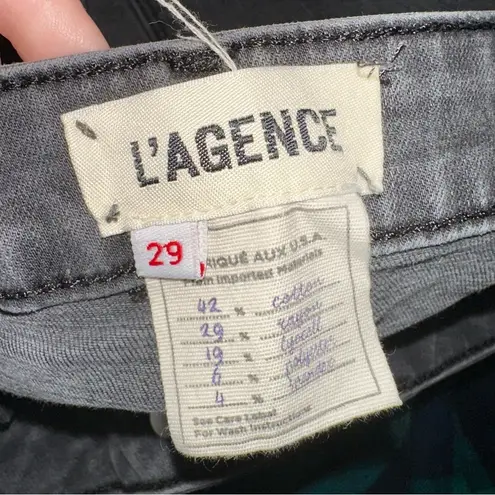 L'AGENCE
29
RIQUÉ AUX U.S.A.
ain Imported Materials
42 % cotton
29 % rayon
19 % lyocell
6 % polyester
4 %
See Care Label
For Wash Instructions